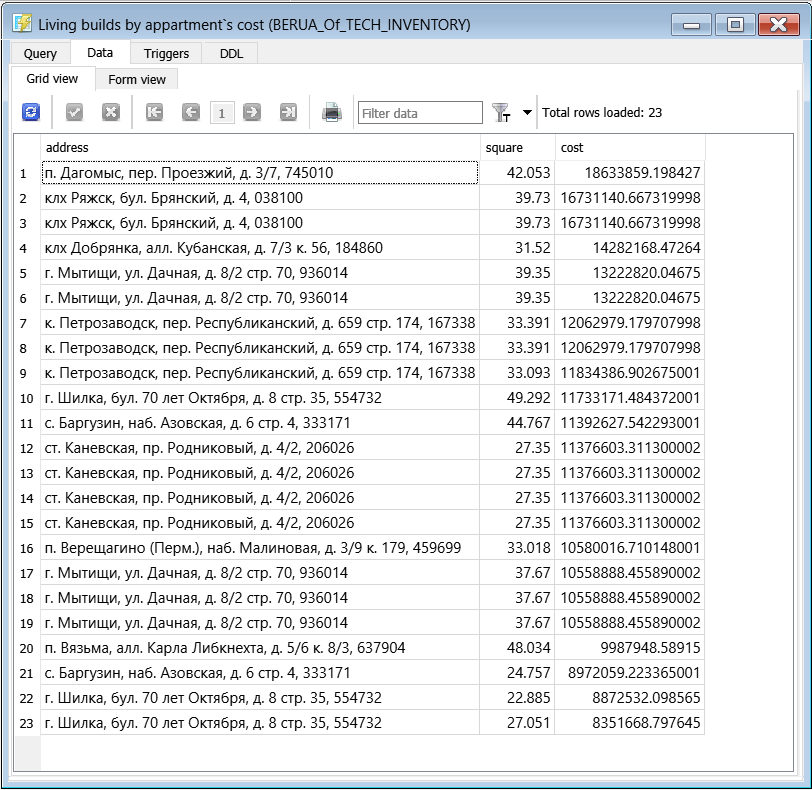 Living builds by appartment`s cost (BERUA_Of_TECH_INVENTORY)
Query Data Triggers DDL
Grid view Form view
1 Filter data Total rows loaded: 23
address square cost
1 п. Дагомыс, пер. Проезжий, д. 3/7, 745010 42.053 18633859.198427
2 клх Ряжск, бул. Брянский, д. 4, 038100 39.73 16731140.667319998
3 клх Ряжск, бул. Брянский, д. 4, 038100 39.73 16731140.667319998
4 клх Добрянка, алл. Кубанская, д. 7/3 к. 56, 184860 31.52 14282168.47264
5 г. Мытищи, ул. Дачная, д. 8/2 стр. 70, 936014 39.35 13222820.04675
6 г. Мытищи, ул. Дачная, д. 8/2 стр. 70, 936014 39.35 13222820.04675
7 к. Петрозаводск, пер. Республиканский, д. 659 стр. 174, 167338 33.391 12062979.179707998
8 к. Петрозаводск, пер. Республиканский, д. 659 стр. 174, 167338 33.391 12062979.179707998
9 к. Петрозаводск, пер. Республиканский, д. 659 стр. 174, 167338 33.093 11834386.902675001
10 г. Шилка, бул. 70 лет Октября, д. 8 стр. 35, 554732 49.292 11733171.484372001
11 с. Баргузин, наб. Азовская, д. 6 стр. 4, 333171 44.767 11392627.542293001
12 ст. Каневская, пр. Родниковый, д. 4/2, 206026 27.35 11376603.311300002
13 ст. Каневская, пр. Родниковый, д. 4/2, 206026 27.35 11376603.311300002
14 ст. Каневская, пр. Родниковый, д. 4/2, 206026 27.35 11376603.311300002
15 ст. Каневская, пр. Родниковый, д. 4/2, 206026 27.35 11376603.311300002
16 п. Верещагино (Перм.), наб. Малиновая, д. 3/9 к. 179, 459699 33.018 10580016.710148001
17 г. Мытищи, ул. Дачная, д. 8/2 стр. 70, 936014 37.67 10558888.455890002
18 г. Мытищи, ул. Дачная, д. 8/2 стр. 70, 936014 37.67 10558888.455890002
19 г. Мытищи, ул. Дачная, д. 8/2 стр. 70, 936014 37.67 10558888.455890002
20 п. Вязьма, алл. Карла Либкнехта, д. 5/6 к. 8/3, 637904 48.034 9987948.58915
21 с. Баргузин, наб. Азовская, д. 6 стр. 4, 333171 24.757 8972059.223365001
22 г. Шилка, бул. 70 лет Октября, д. 8 стр. 35, 554732 22.885 8872532.098565
23 г. Шилка, бул. 70 лет Октября, д. 8 стр. 35, 554732 27.051 8351668.797645